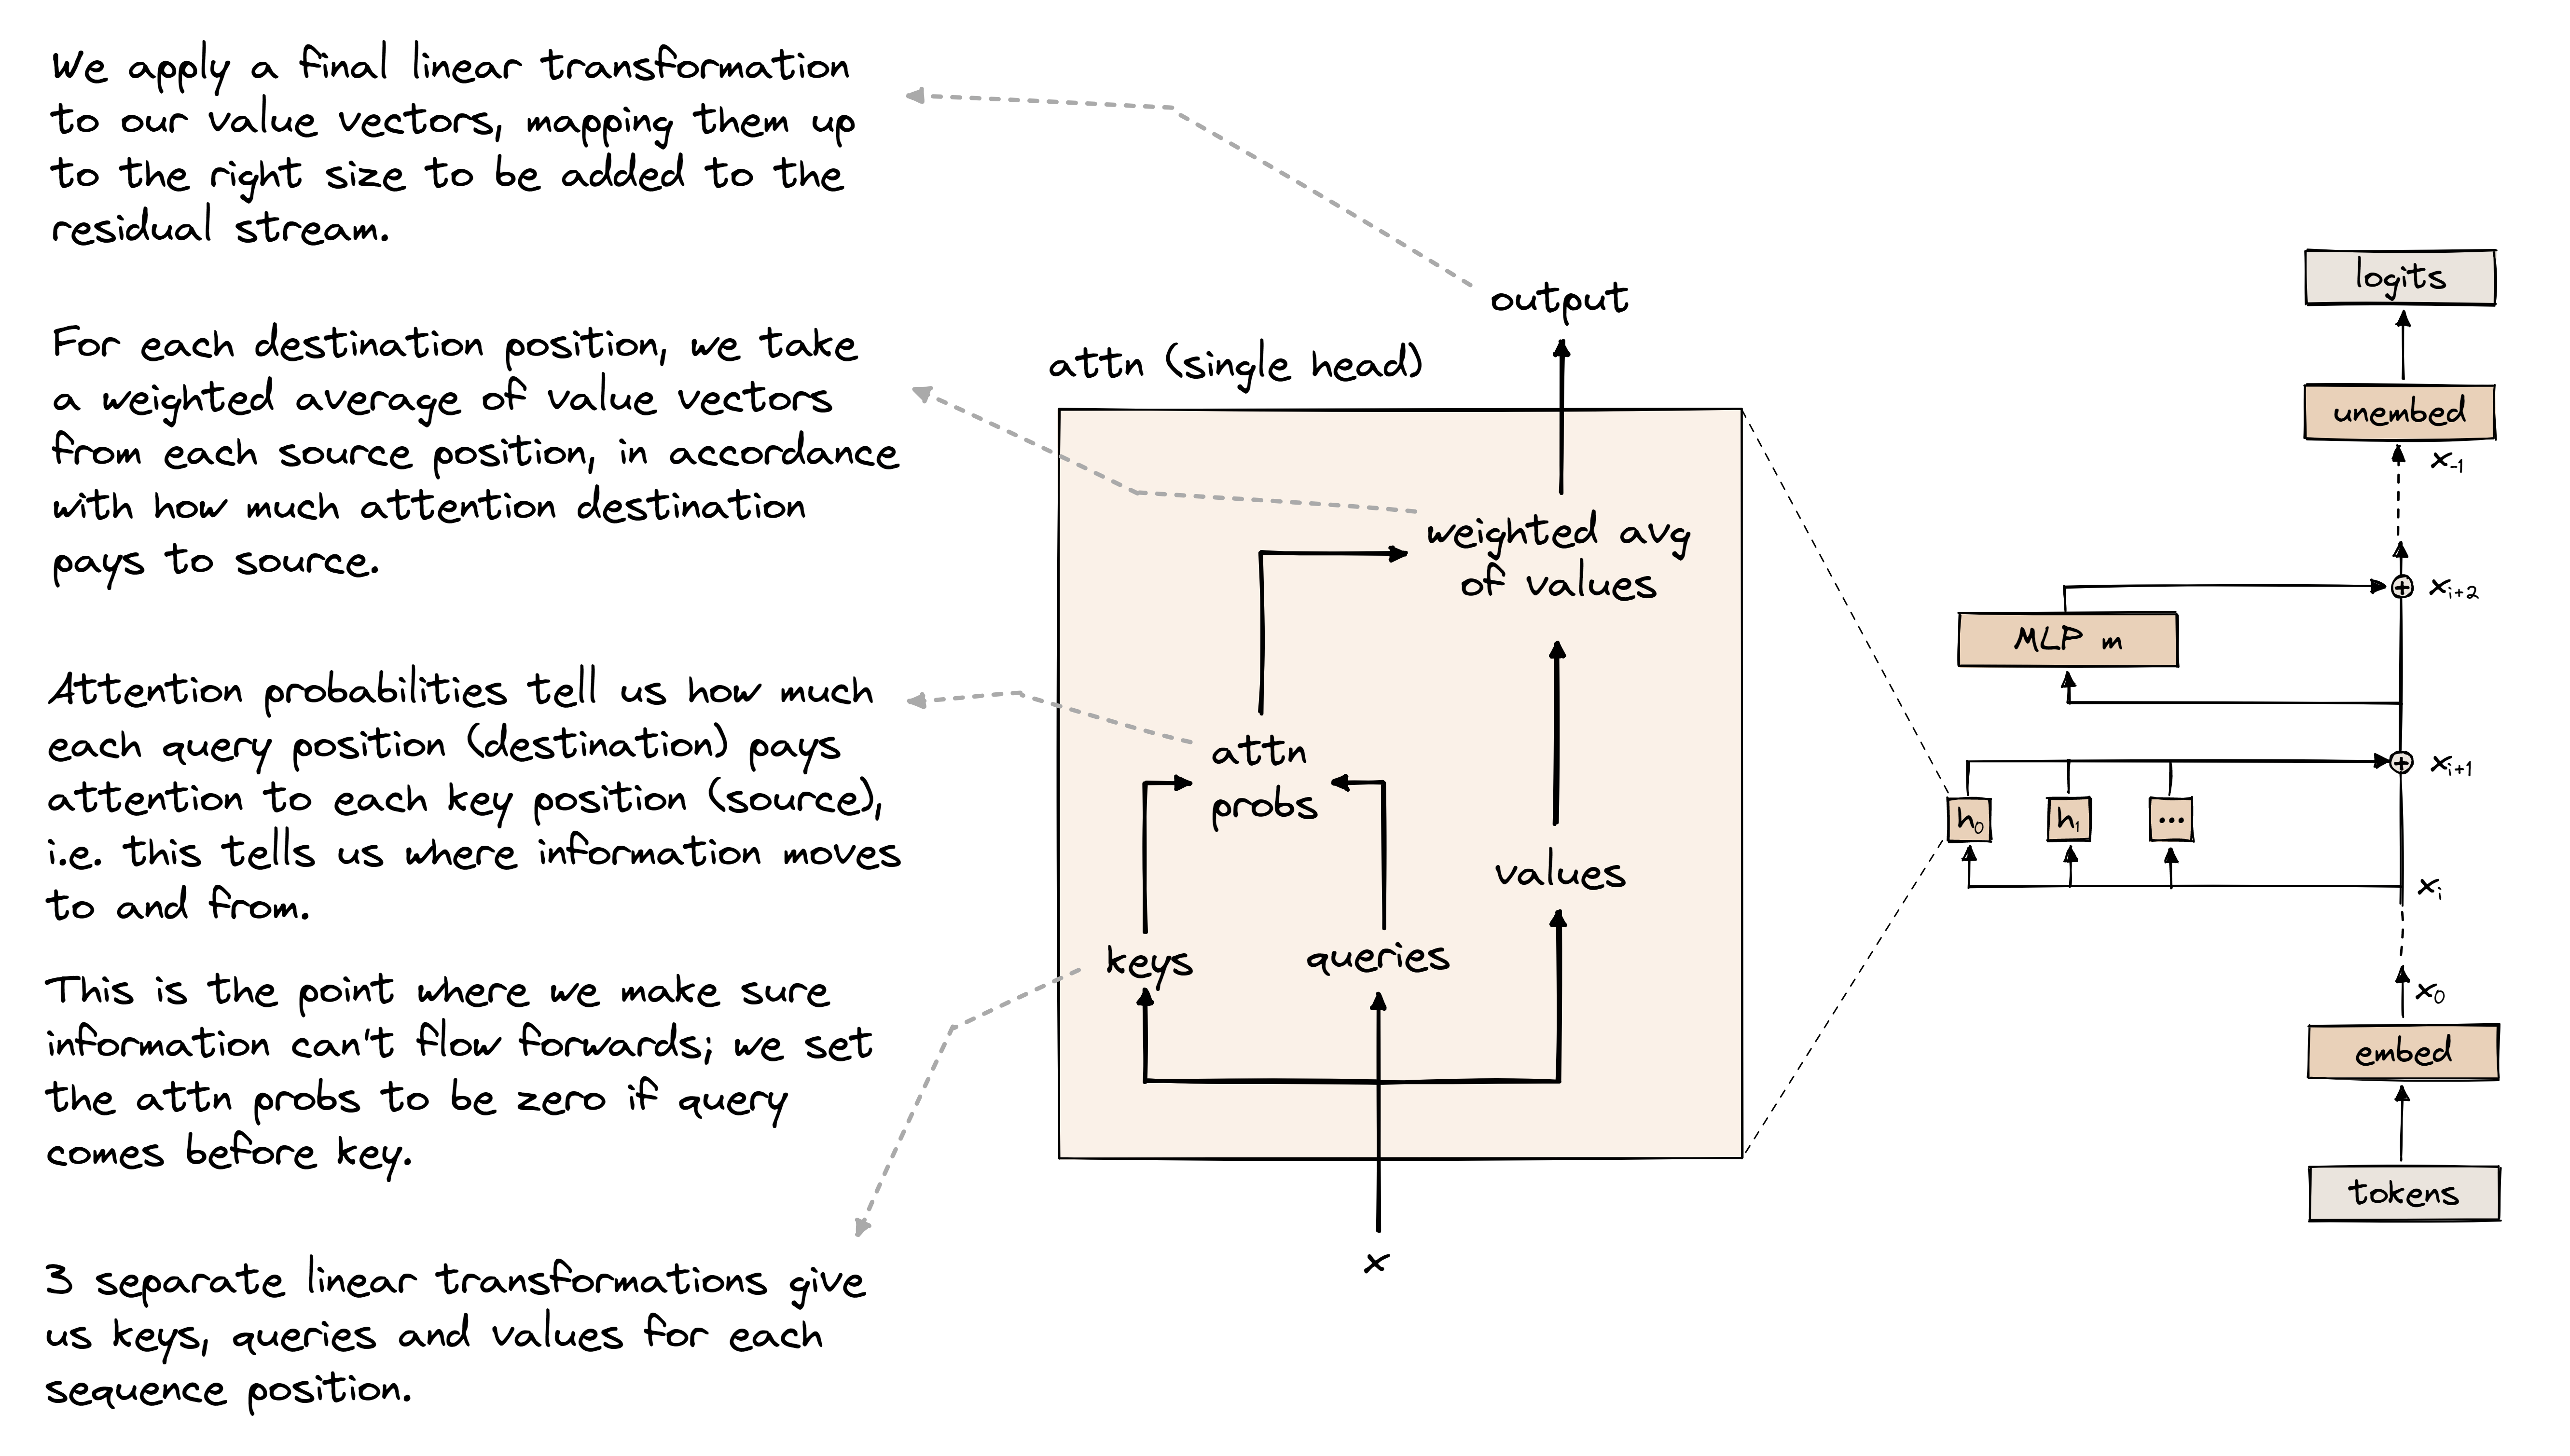 We apply a final linear transformation
to our value vectors, mapping them up
to the right size to be added to the
residual stream.
For each destination position, we take
a weighted average of value vectors
from each source position, in accordance
with how much attention destination
pays to source.
Attention probabilities tell us how much
each query position (destination) pays
attention to each key position (source),
i.e. this tells us where information moves
to and from.
This is the point where we make sure
information can't flow forwards; we set
the attn probs to be zero if query
comes before key.
3 separate linear transformations give
us keys, queries and values for each
sequence position.
output
attn (single head)
weighted avg
of values
attn
probs
values
keys
queries
x
logits
unembed
x₋₁
xᵢ₊₂
MLP m
xᵢ₊₁
h₀
h₁
...
xᵢ
x₀
embed
tokens